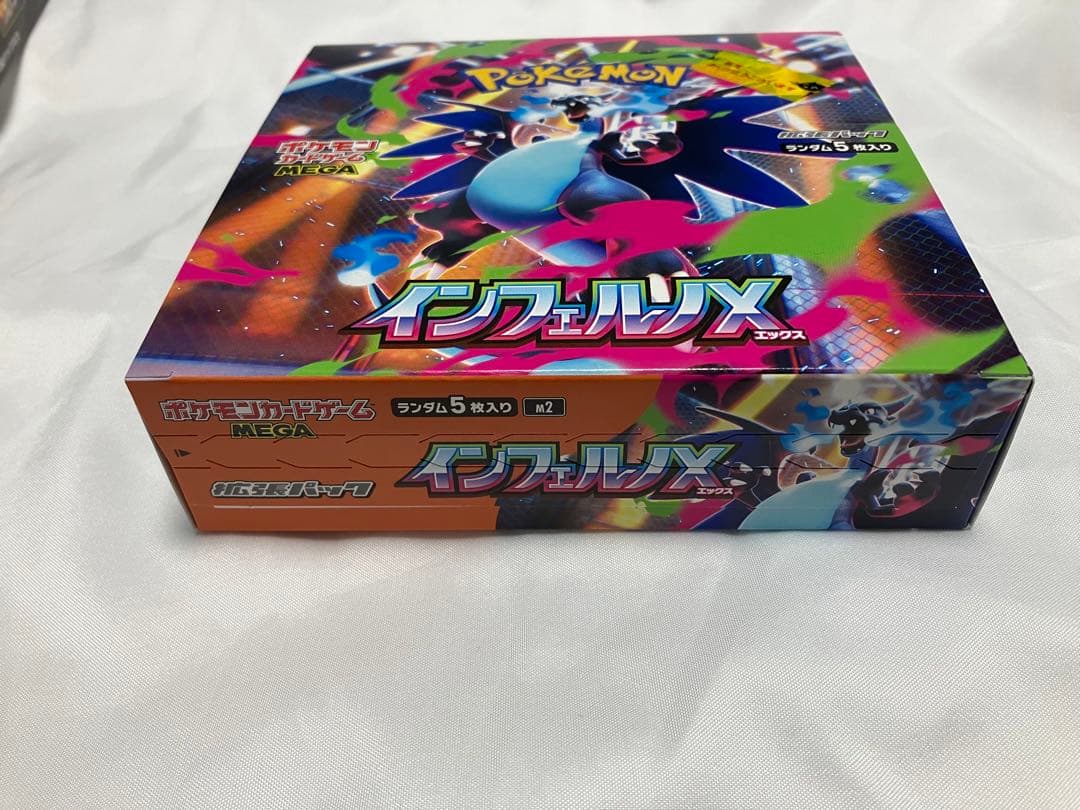 POKéMON
拡張パック
ランダム5枚入り
ポケモン
カードゲーム
MEGA
インフェルノX
エックス
ポケモンカードゲーム
MEGA
ランダム5枚入り
M2
インフェルノX
エックス
拡張パック